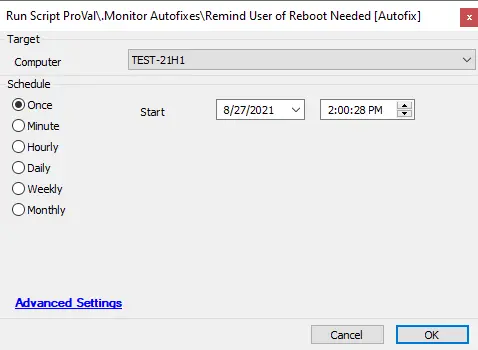 Run Script ProVal\.Monitor Autofixes\Remind User of Reboot Needed [Autofix]
x
Target
Computer
TEST-21H1
Schedule
Once
Start
8/27/2021
2:00:28 PM
Minute
Hourly
Daily
Weekly
Monthly
Advanced Settings
Cancel
OK